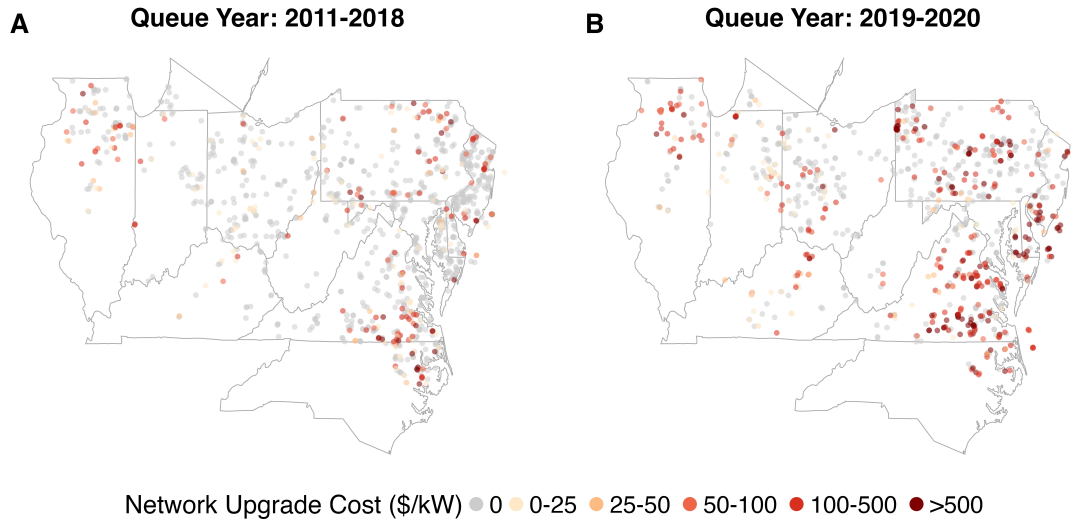 A
Queue Year: 2011-2018
B
Queue Year: 2019-2020
Network Upgrade Cost ($/kW) 0 0-25 25-50 50-100 100-500 >500